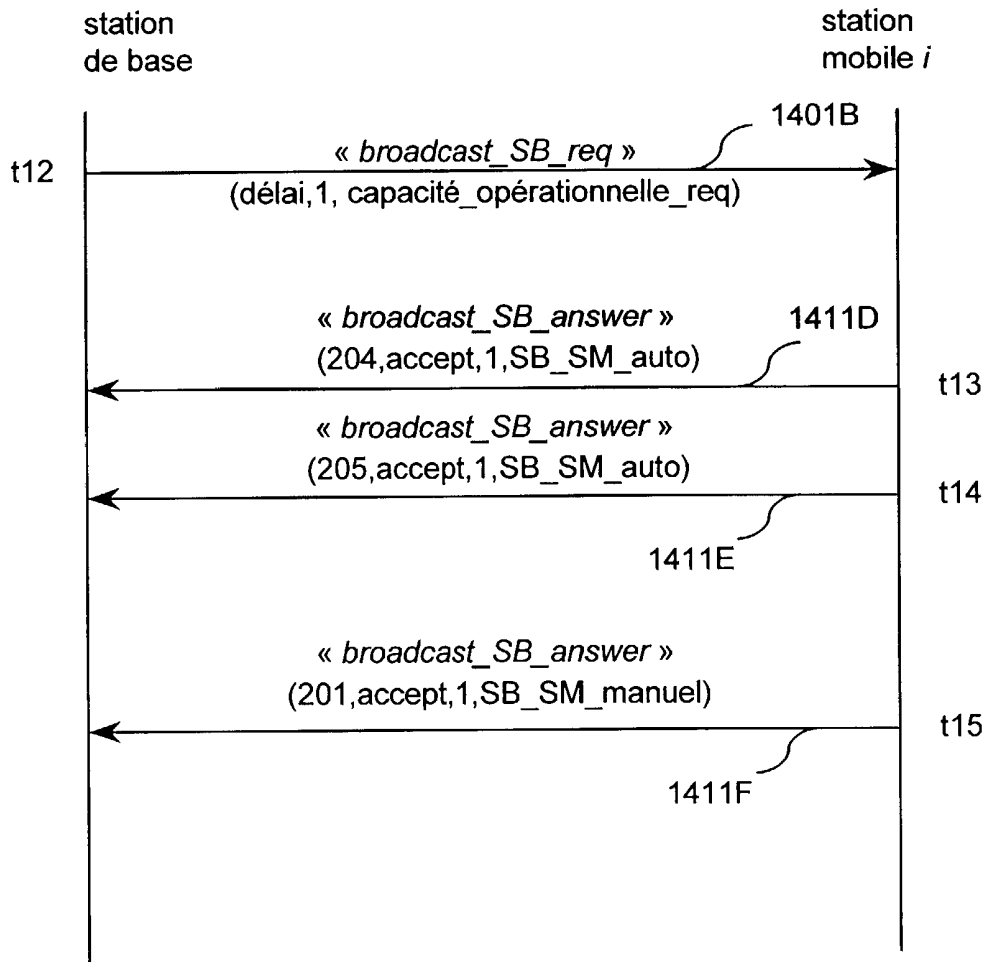 station
de base
station
mobile i
1401B
t12
« broadcast_SB_req »
(délai,1, capacité_opérationnelle_req)
« broadcast_SB_answer »
1411D
(204,accept,1,SB_SM_auto)
t13
« broadcast_SB_answer »
(205,accept,1,SB_SM_auto)
t14
1411E
« broadcast_SB_answer »
(201,accept,1,SB_SM_manuel)
t15
1411F